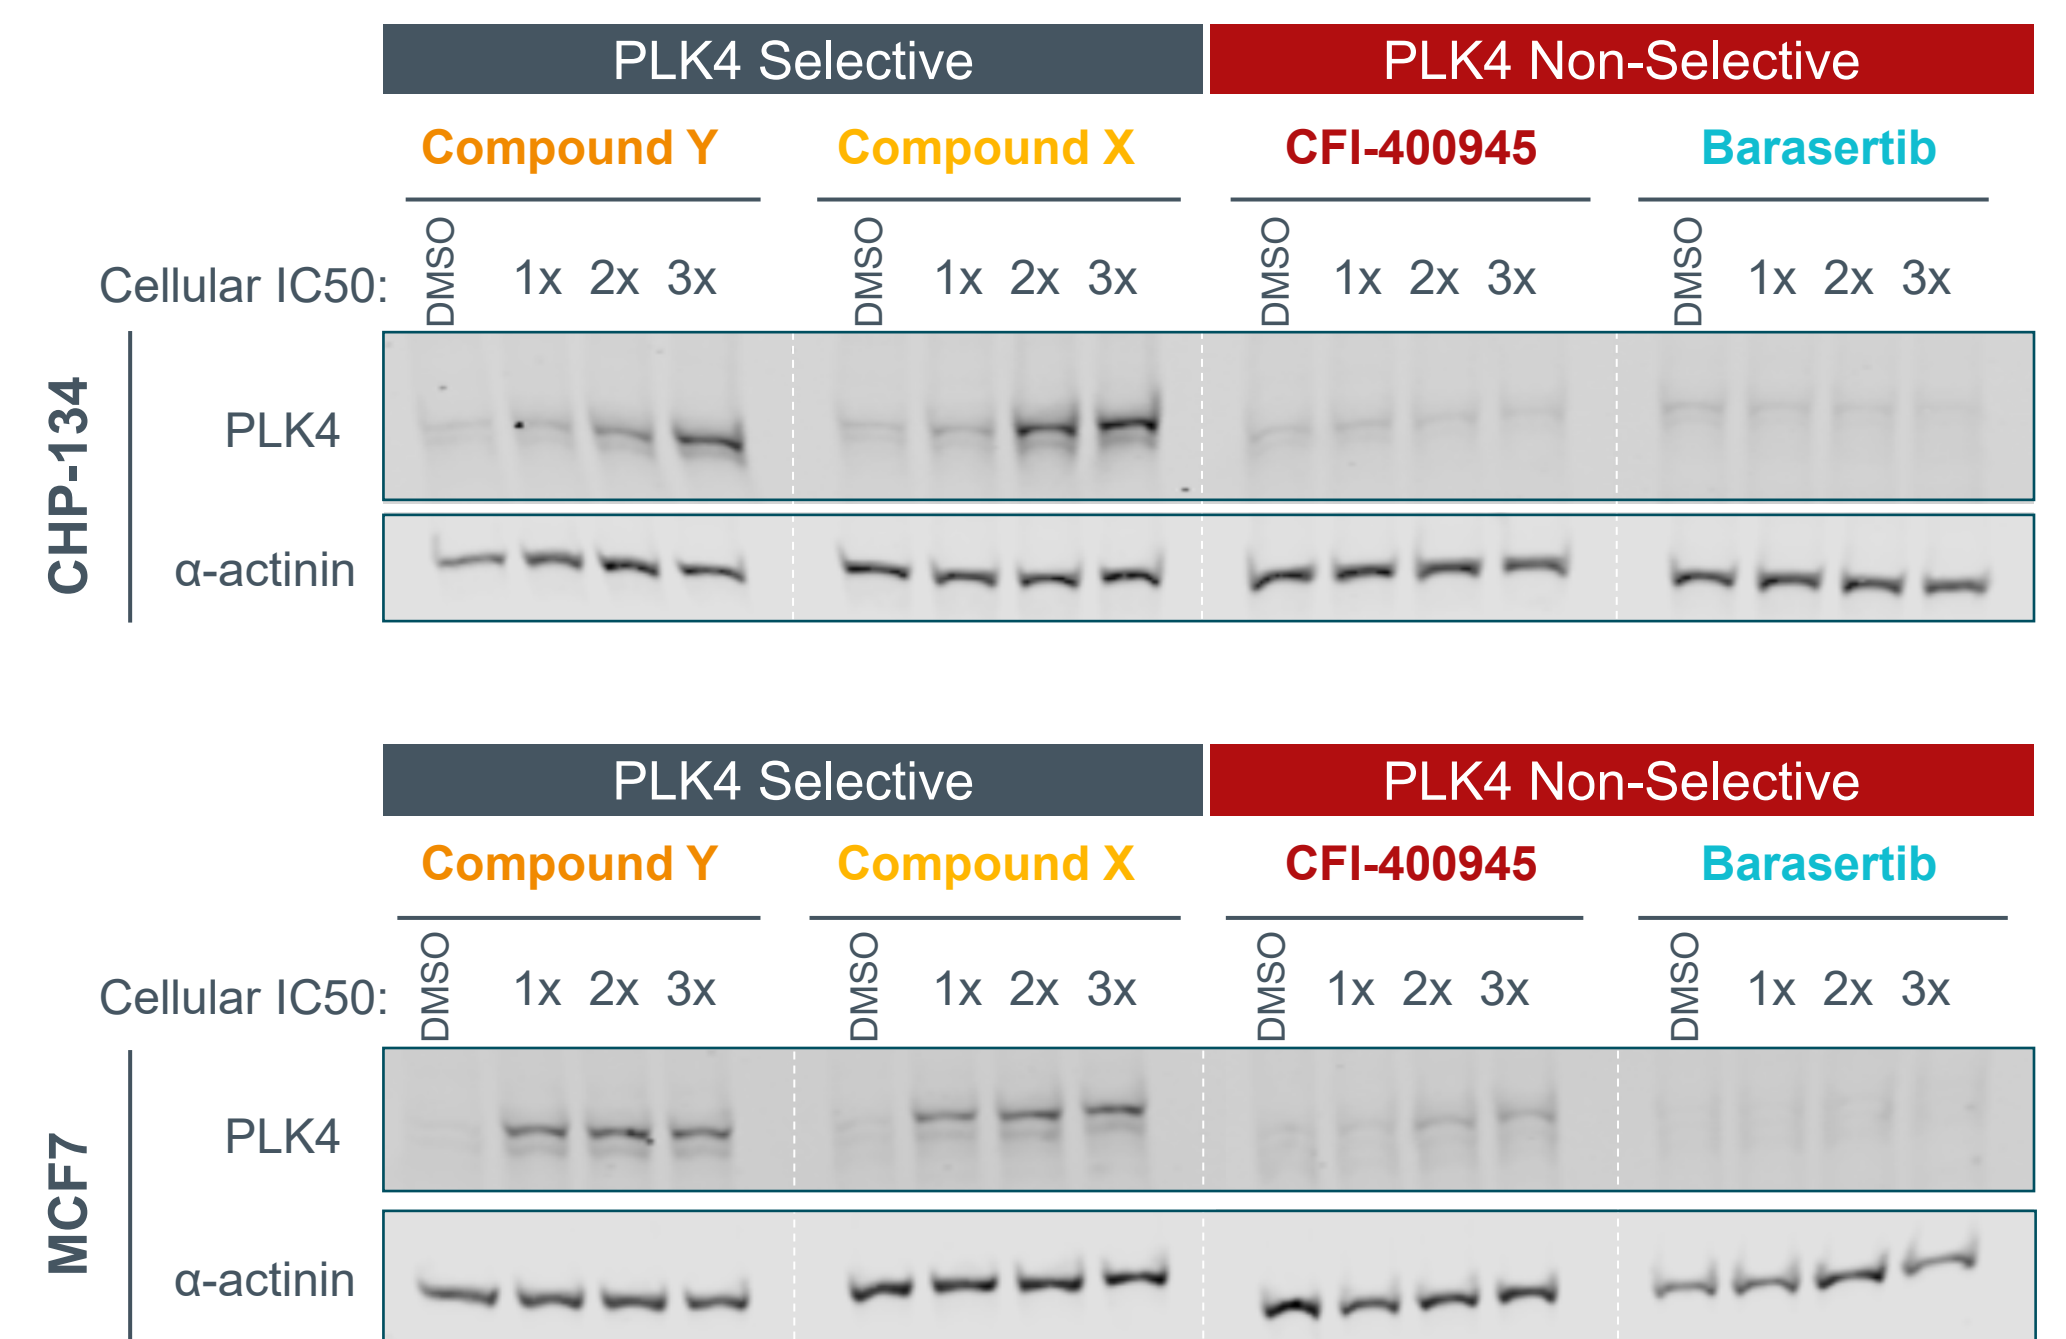 PLK4 Selective PLK4 Non-Selective
Compound Y Compound X CFI-400945 Barasertib
Cellular IC50: DMSO 1x 2x 3x DMSO 1x 2x 3x DMSO 1x 2x 3x DMSO 1x 2x 3x
CHP-134
PLK4
α-actinin
PLK4 Selective PLK4 Non-Selective
Compound Y Compound X CFI-400945 Barasertib
Cellular IC50: DMSO 1x 2x 3x DMSO 1x 2x 3x DMSO 1x 2x 3x DMSO 1x 2x 3x
MCF7
PLK4
α-actinin